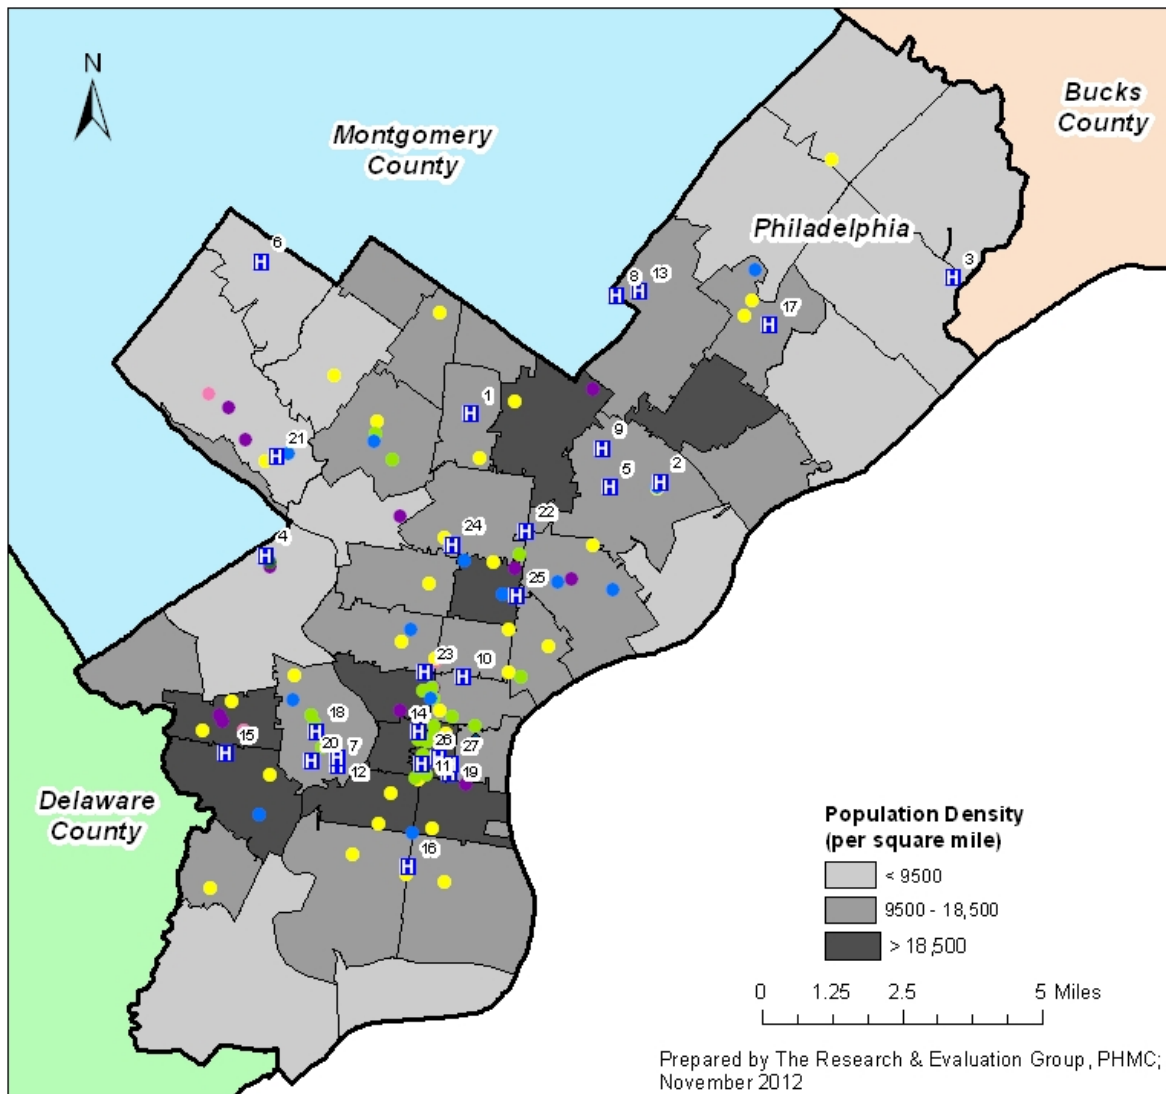 N
Montgomery
County
Bucks
County
Philadelphia
6
H
3
H
8
13
H
H
17
H
1
H
9
H
21
H
5
H
2
H
22
H
24
H
4
H
25
H
23
10
H
H
18
H
14
H
15
H
20
7
H
H
12
H
26
27
H
H
11
19
H
H
16
H
Delaware
County
Population Density
(per square mile)
< 9500
9500 - 18,500
> 18,500
0 1.25 2.5 5 Miles
Prepared by The Research & Evaluation Group, PHMC;
November 2012